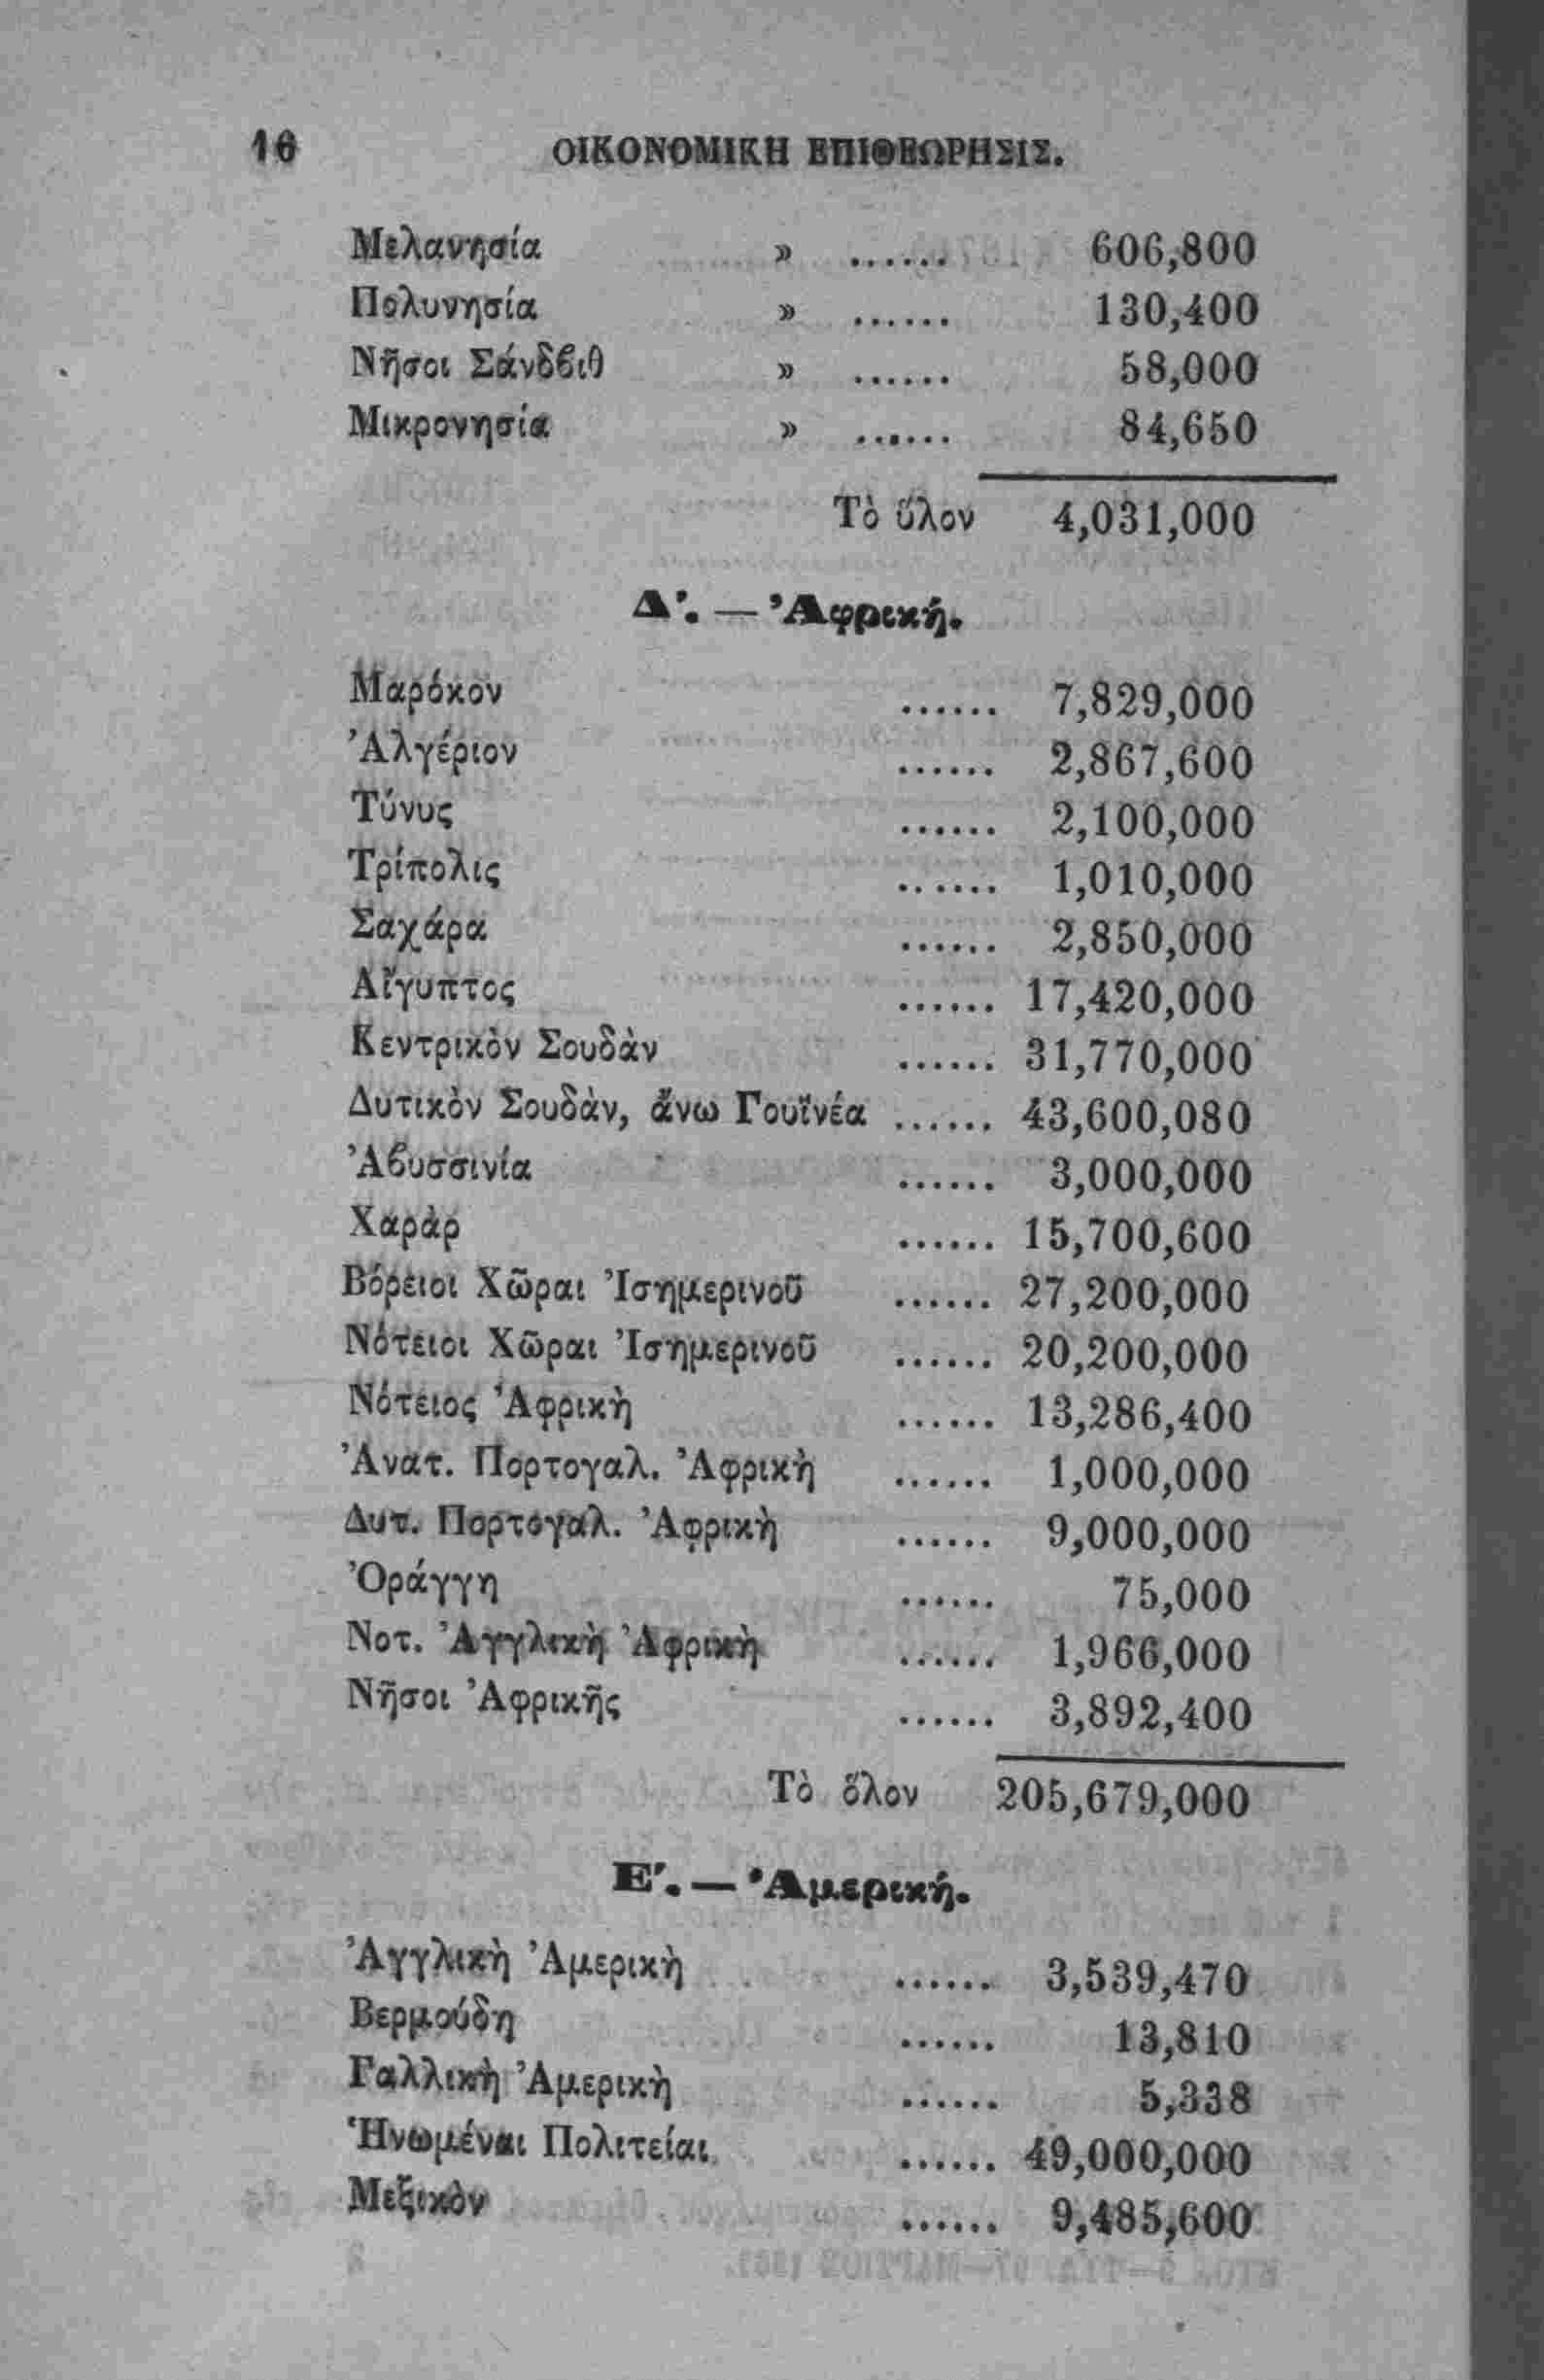 16 ΟΙΚΟΝΟΜΙΚΗ ΕΠΙΘΕΩΡΗΣΙΣ.
Μελανησία » ...... 606,800
Πολυνησία » ...... 130,400
Νῆσοι Σάνδϐιθ » ...... 58,000
Μικρονησία » ...... 84,650
Τὸ ὅλον 4,031,000
Δ'. — Ἀφρική.
Μαρόκον ...... 7,829,000
Ἀλγέριον ...... 2,867,600
Τύνυς ...... 2,100,000
Τρίπολις ...... 1,010,000
Σαχάρα ...... 2,850,000
Αἴγυπτος ...... 17,420,000
Κεντρικὸν Σουδὰν ...... 31,770,000
Δυτικὸν Σουδὰν, ἄνω Γουϊνέα ...... 43,600,080
Ἀϐυσσινία ...... 3,000,000
Χαρὰρ ...... 15,700,600
Βόρειοι Χῶραι Ἰσημερινοῦ ...... 27,200,000
Νότειοι Χῶραι Ἰσημερινοῦ ...... 20,200,000
Νότειος Ἀφρικὴ ...... 13,286,400
Ἀνατ. Πορτογαλ. Ἀφρικὴ ...... 1,000,000
Δυτ. Πορτογαλ. Ἀφρικὴ ...... 9,000,000
Ὀράγγη ...... 75,000
Νοτ. Ἀγγλικὴ Ἀφρικὴ ...... 1,966,000
Νῆσοι Ἀφρικῆς ...... 3,892,400
Τὸ ὅλον 205,679,000
Ε'. — Ἀμερική.
Ἀγγλικὴ Ἀμερικὴ ...... 3,539,470
Βερμούδη ...... 13,810
Γαλλικὴ Ἀμερικὴ ...... 5,338
Ἡνωμέναι Πολιτείαι ...... 49,000,000
Μεξικὸν ...... 9,485,600